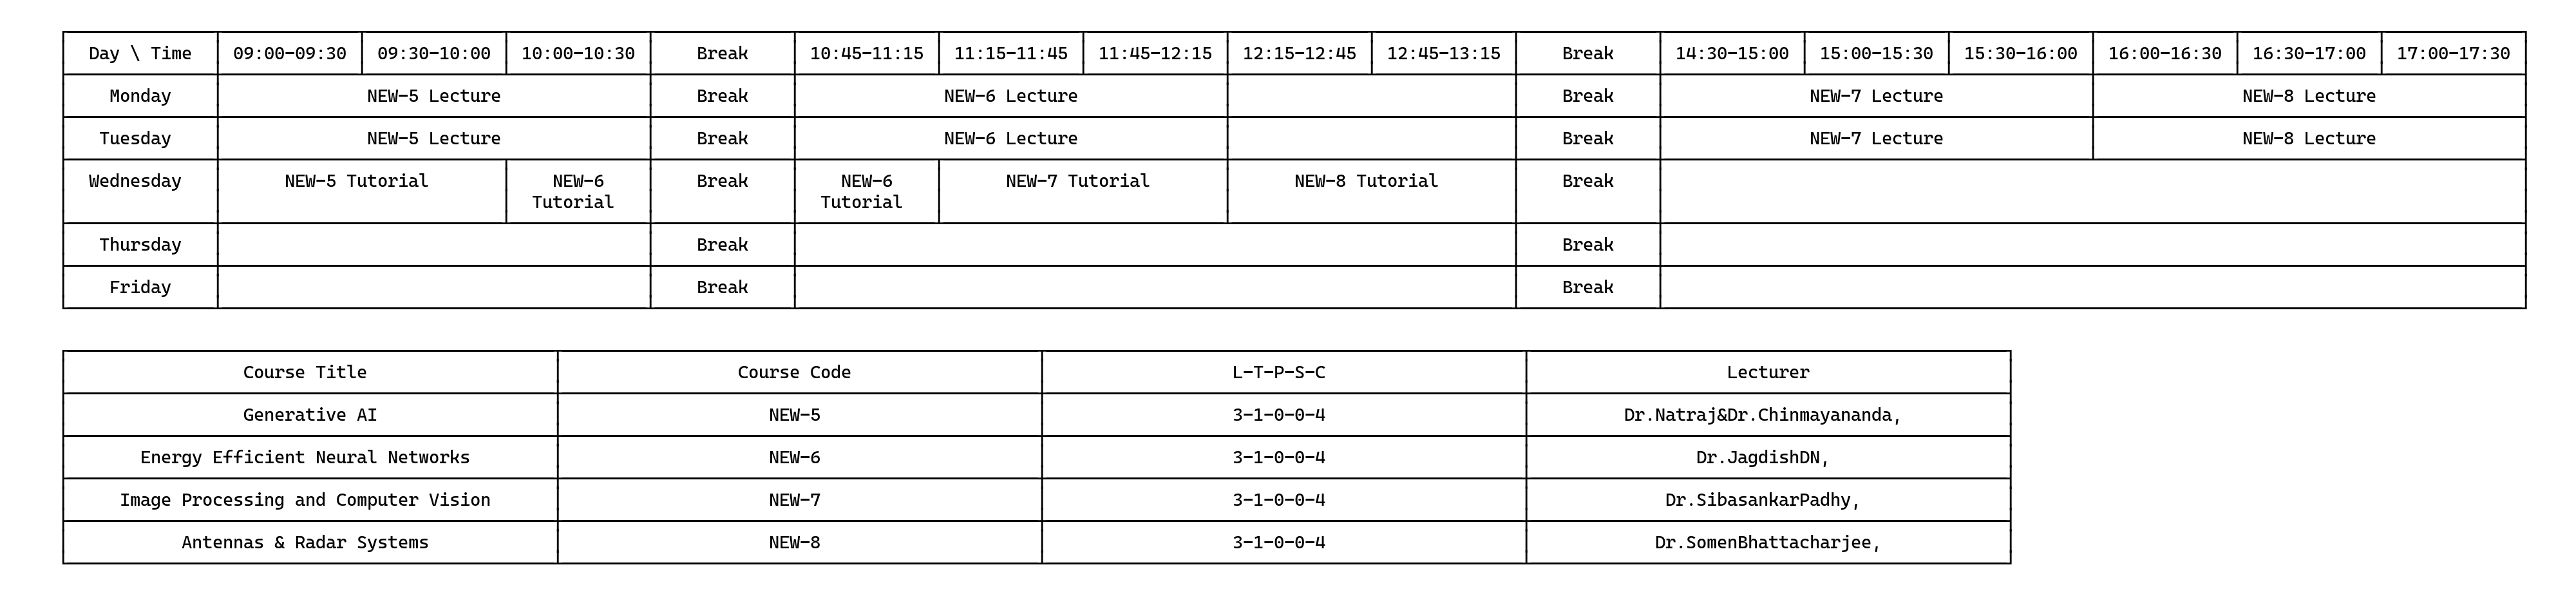 Day \ Time 09:00-09:30 09:30-10:00 10:00-10:30 Break 10:45-11:15 11:15-11:45 11:45-12:15 12:15-12:45 12:45-13:15 Break 14:30-15:00 15:00-15:30 15:30-16:00 16:00-16:30 16:30-17:00 17:00-17:30
Monday NEW-5 Lecture Break NEW-6 Lecture Break NEW-7 Lecture NEW-8 Lecture
Tuesday NEW-5 Lecture Break NEW-6 Lecture Break NEW-7 Lecture NEW-8 Lecture
Wednesday NEW-5 Tutorial NEW-6 Break NEW-6 NEW-7 Tutorial NEW-8 Tutorial Break
Tutorial Tutorial
Thursday Break Break
Friday Break Break
Course Title Course Code L-T-P-S-C Lecturer
Generative AI NEW-5 3-1-0-0-4 Dr.Natraj&Dr.Chinmayananda,
Energy Efficient Neural Networks NEW-6 3-1-0-0-4 Dr.JagdishDN,
Image Processing and Computer Vision NEW-7 3-1-0-0-4 Dr.SibasankarPadhy,
Antennas & Radar Systems NEW-8 3-1-0-0-4 Dr.SomenBhattacharjee,